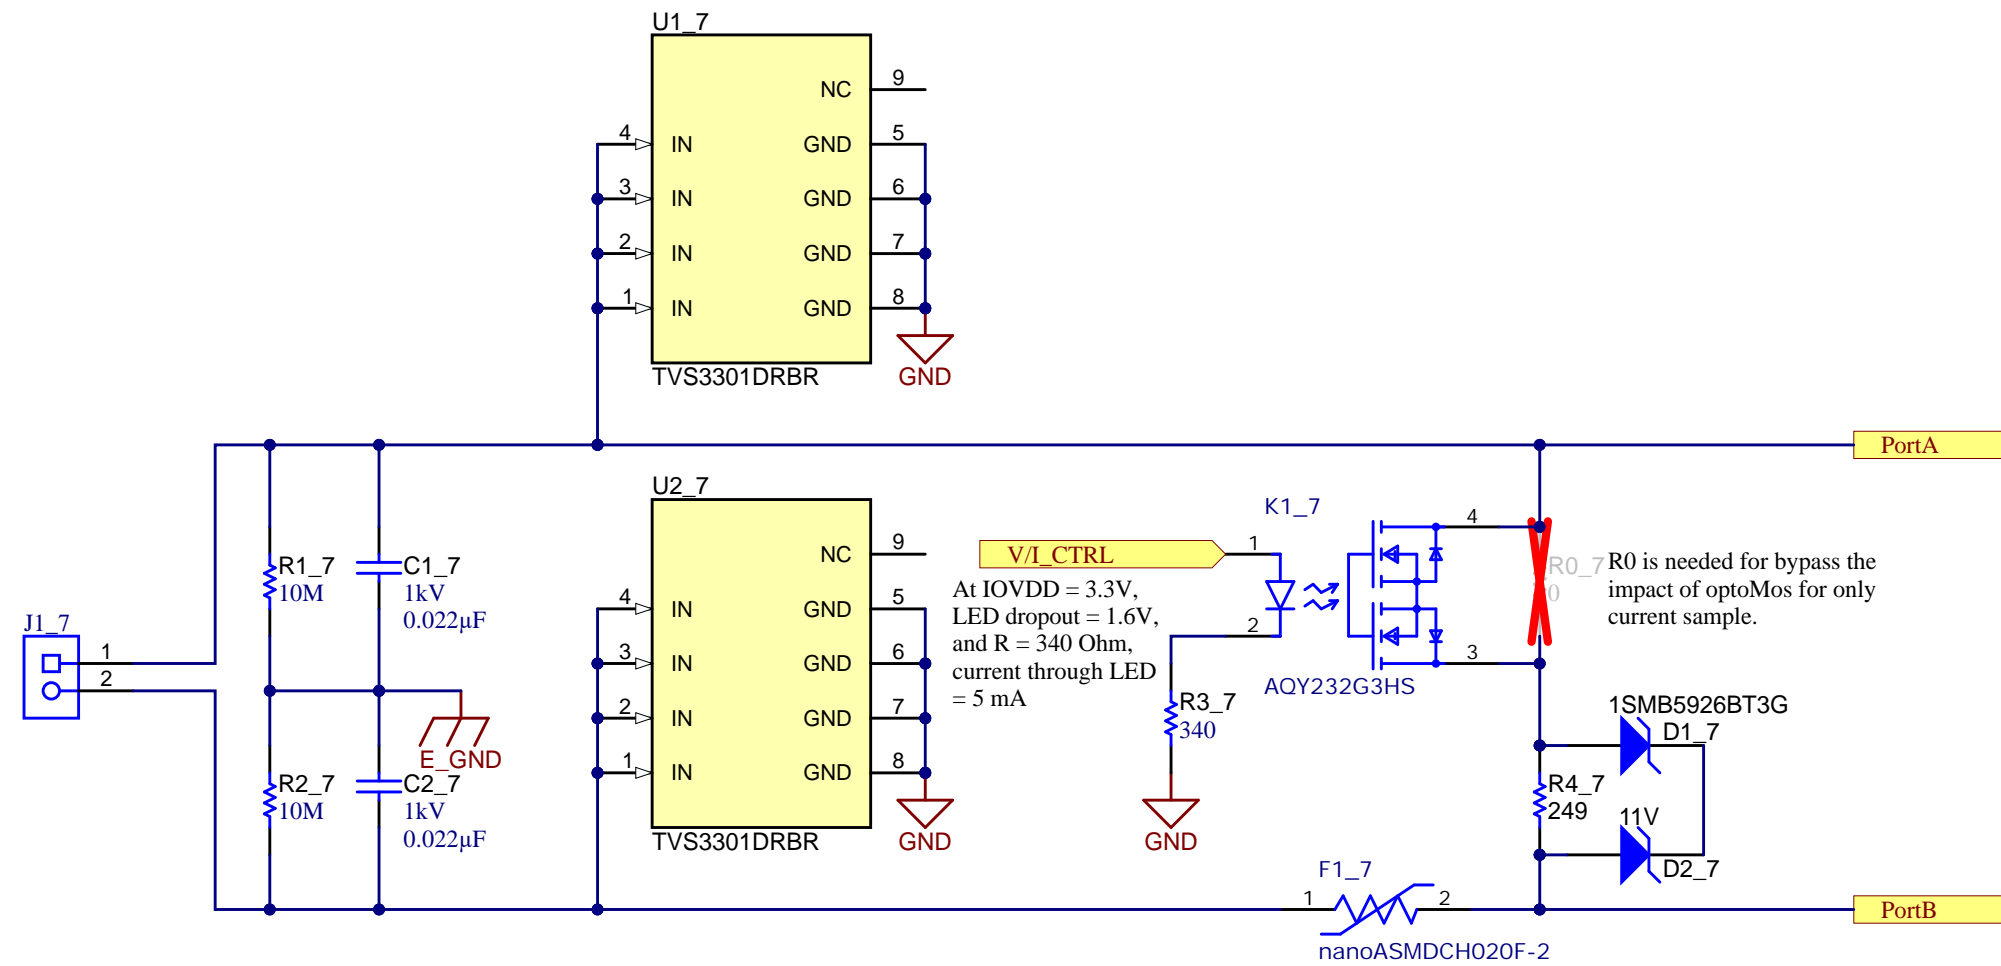 U1_7
NC 9
4 IN GND 5
3 IN GND 6
2 IN GND 7
1 IN GND 8
TVS3301DRBR
GND
PortA
U2_7
NC 9
4 IN GND 5
3 IN GND 6
2 IN GND 7
1 IN GND 8
TVS3301DRBR
GND
J1_7
1
2
R1_7
10M
C1_7
1kV
0.022µF
E_GND
R2_7
10M
C2_7
1kV
0.022µF
V/I_CTRL
At IOVDD = 3.3V,
LED dropout = 1.6V,
and R = 340 Ohm,
current through LED
= 5 mA
K1_7
1
2
4
3
AQY232G3HS
R3_7
340
GND
R0_7
0
R0 is needed for bypass the
impact of optoMos for only
current sample.
1SMB5926BT3G
D1_7
R4_7
249
11V
D2_7
F1_7
1
2
nanoASMDCH020F-2
PortB